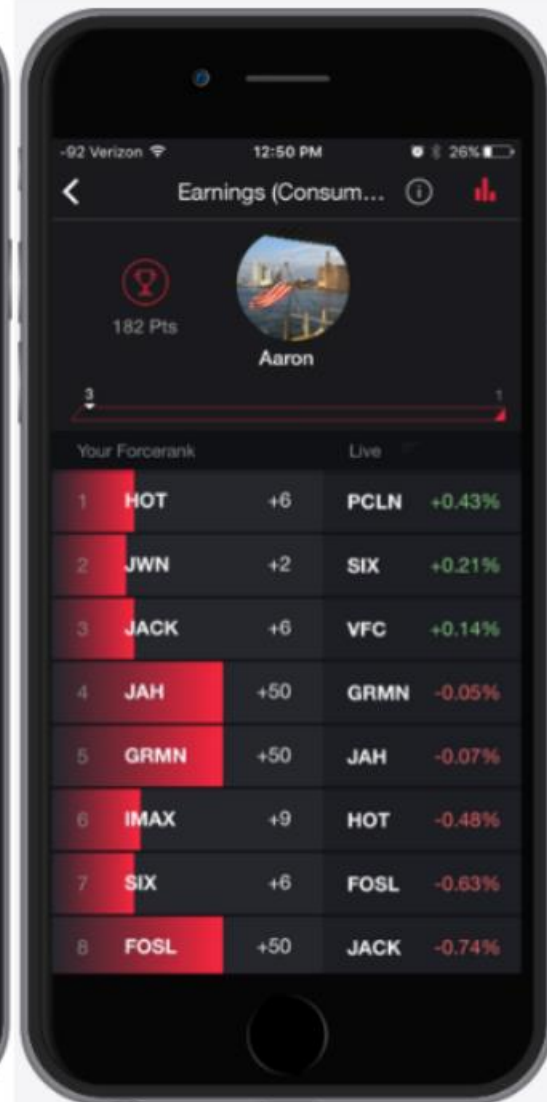 -92 Verizon 12:50 PM 26%
Earnings (Consum...
182 Pts
Aaron
3 1
Your Forcerank Live
1 HOT +6 PCLN +0.43%
2 JWN +2 SIX +0.21%
3 JACK +6 VFC +0.14%
4 JAH +50 GRMN -0.05%
5 GRMN +50 JAH -0.07%
6 IMAX +9 HOT -0.48%
7 SIX +6 FOSL -0.63%
8 FOSL +50 JACK -0.74%